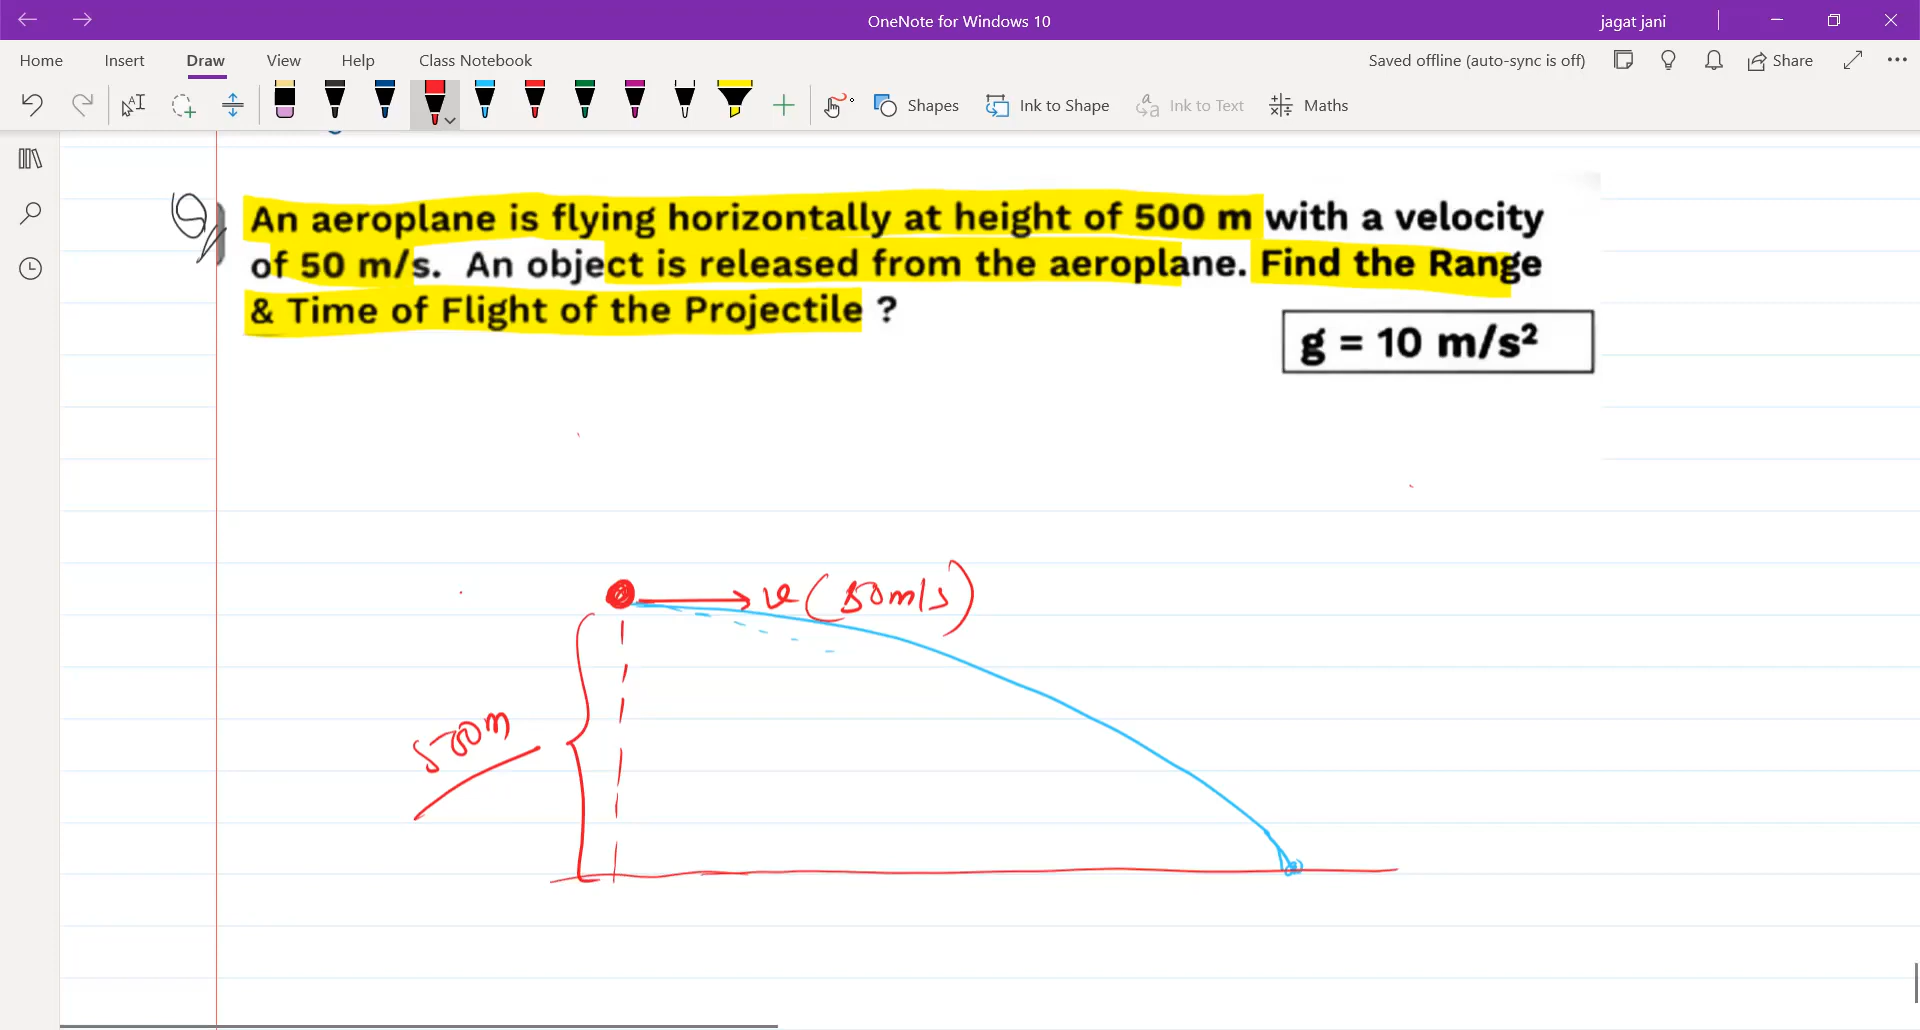 OneNote for Windows 10
jagat jani
Home Insert Draw View Help Class Notebook
Saved offline (auto-sync is off)
Share
Shapes
Ink to Shape
Ink to Text
Maths
Q
An aeroplane is flying horizontally at height of 500 m with a velocity
of 50 m/s. An object is released from the aeroplane. Find the Range
& Time of Flight of the Projectile ?
g = 10 m/s²
v (50m/s)
500m